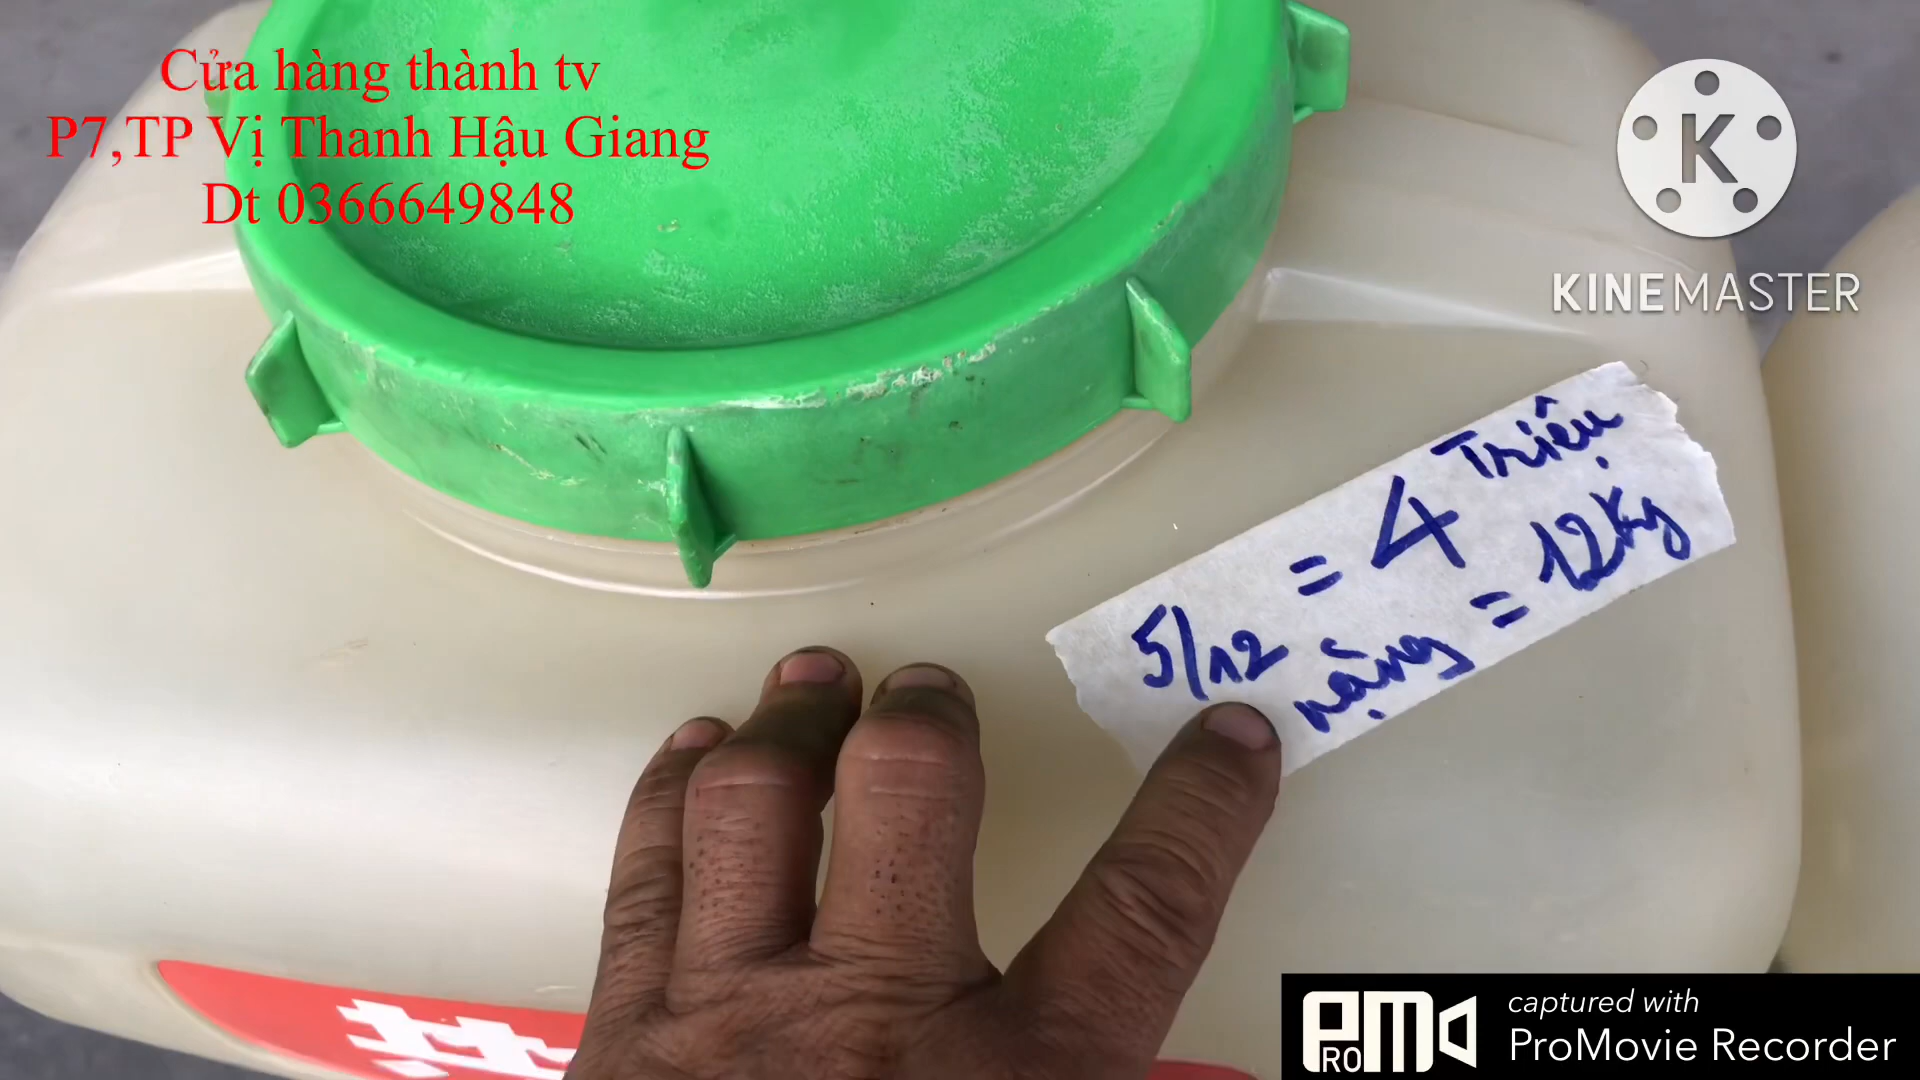 Cửa hàng thành tv
P7,TP Vị Thanh Hậu Giang
Dt 0366649848
K
KINEMASTER
5/12 = 4 Triệu
nặng = 12kg
PROM
captured with
ProMovie Recorder